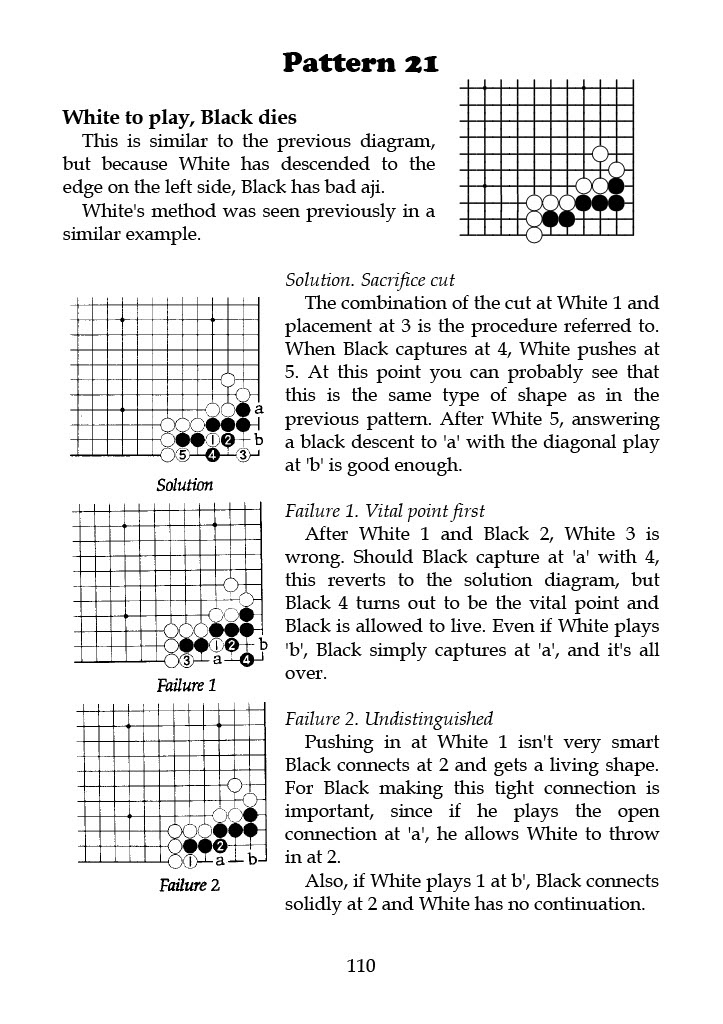 Pattern 21
White to play, Black dies
This is similar to the previous diagram,
but because White has descended to the
edge on the left side, Black has bad aji.
White's method was seen previously in a
similar example.
Solution. Sacrifice cut
The combination of the cut at White 1 and
placement at 3 is the procedure referred to.
When Black captures at 4, White pushes at
5. At this point you can probably see that
this is the same type of shape as in the
previous pattern. After White 5, answering
a black descent to 'a' with the diagonal play
at 'b' is good enough.
a
1 2 b
5 4 3
Solution
Failure 1. Vital point first
After White 1 and Black 2, White 3 is
wrong. Should Black capture at 'a' with 4,
this reverts to the solution diagram, but
Black 4 turns out to be the vital point and
Black is allowed to live. Even if White plays
'b', Black simply captures at 'a', and it's all
over.
1 2 b
3 a 4
Failure 1
Failure 2. Undistinguished
Pushing in at White 1 isn't very smart
Black connects at 2 and gets a living shape.
For Black making this tight connection is
important, since if he plays the open
connection at 'a', he allows White to throw
in at 2.
Also, if White plays 1 at b', Black connects
solidly at 2 and White has no continuation.
2
1 a b
Failure 2
110